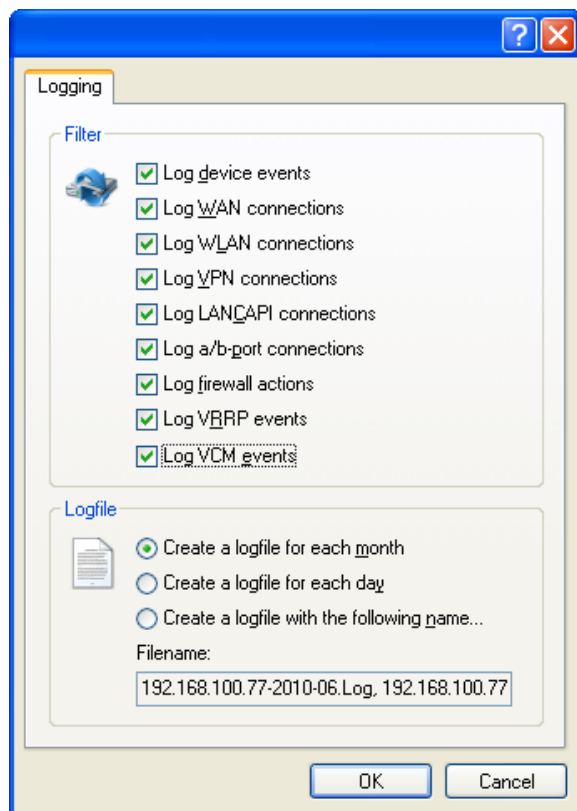 ?
Logging
Filter
Log device events
Log WAN connections
Log WLAN connections
Log VPN connections
Log LANCAPI connections
Log a/b-port connections
Log firewall actions
Log VRRP events
Log VCM events
Logfile
Create a logfile for each month
Create a logfile for each day
Create a logfile with the following name...
Filename:
192.168.100.77-2010-06.Log, 192.168.100.77
OK Cancel